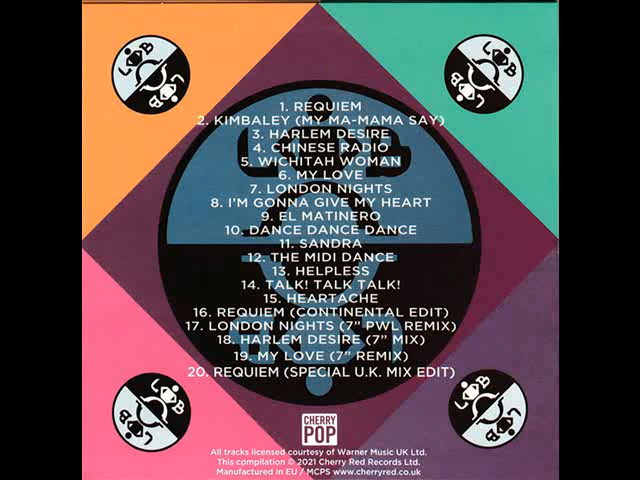 1. REQUIEM
2. KIMBALEY (MY MA-MAMA SAY)
3. HARLEM DESIRE
4. CHINESE RADIO
5. WICHITAH WOMAN
6. MY LOVE
7. LONDON NIGHTS
8. I'M GONNA GIVE MY HEART
9. EL MATINERO
10. DANCE DANCE DANCE
11. SANDRA
12. THE MIDI DANCE
13. HELPLESS
14. TALK! TALK TALK!
15. HEARTACHE
16. REQUIEM (CONTINENTAL EDIT)
17. LONDON NIGHTS (7” PWL REMIX)
18. HARLEM DESIRE (7” MIX)
19. MY LOVE (7” REMIX)
20. REQUIEM (SPECIAL U.K. MIX EDIT)
CHERRY
POP
All tracks licensed courtesy of Warner Music UK Ltd.
This compilation © 2021 Cherry Red Records Ltd.
Manufactured in EU / MCPS www.cherryred.co.uk